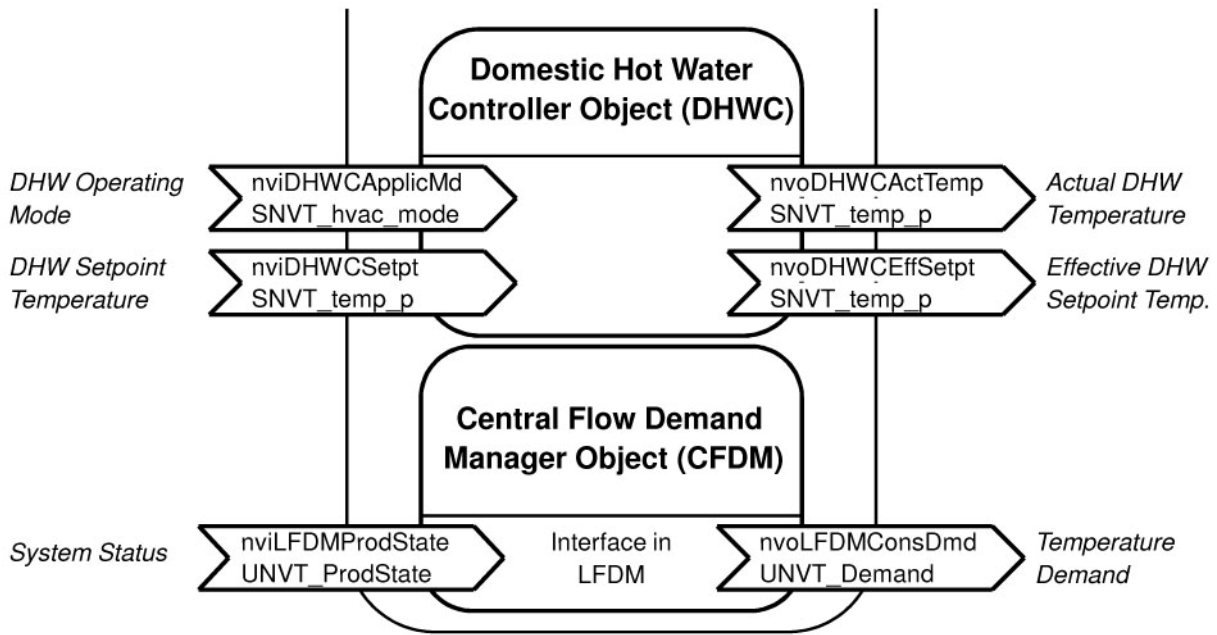 Domestic Hot Water
Controller Object (DHWC)
DHW Operating
Mode
nviDHWCApplicMd
SNVT_hvac_mode
nvoDHWCActTemp
SNVT_temp_p
Actual DHW
Temperature
DHW Setpoint
Temperature
nviDHWCSetpt
SNVT_temp_p
nvoDHWCEffSetpt
SNVT_temp_p
Effective DHW
Setpoint Temp.
Central Flow Demand
Manager Object (CFDM)
System Status
nviLFDMProdState
UNVT_ProdState
Interface in
LFDM
nvoLFDMConsDmd
UNVT_Demand
Temperature
Demand